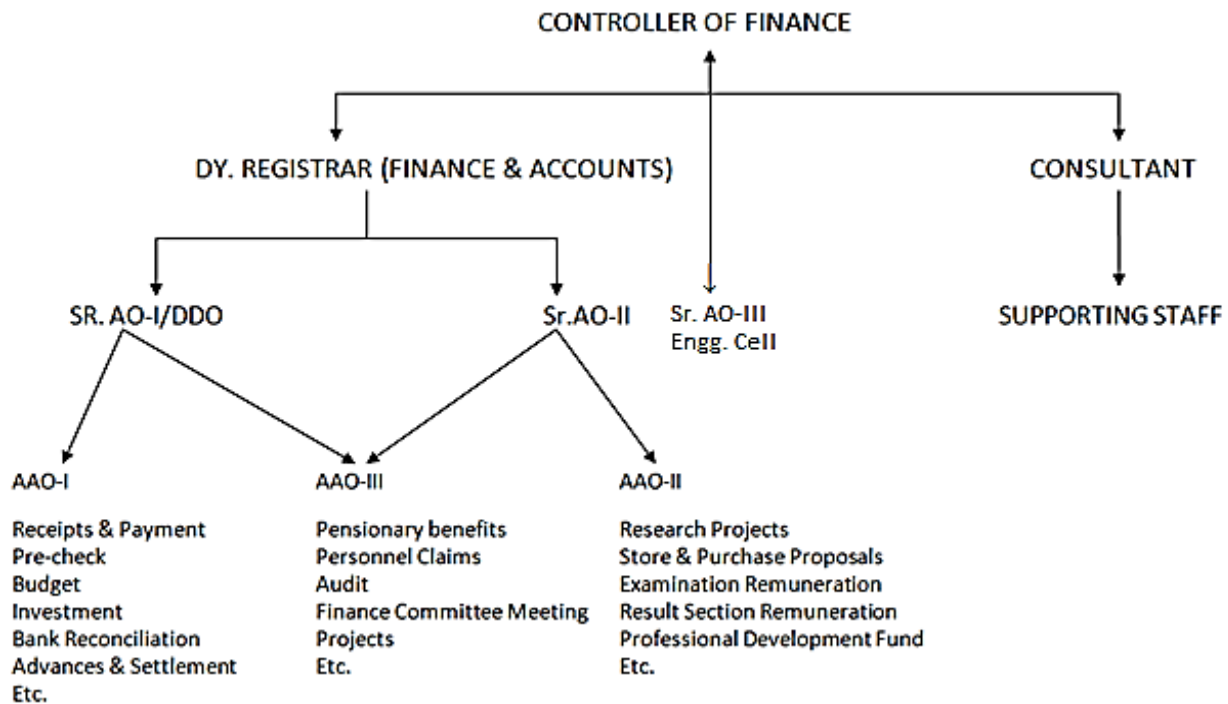 CONTROLLER OF FINANCE
DY. REGISTRAR (FINANCE & ACCOUNTS)
CONSULTANT
SR. AO-I/DDO
Sr.AO-II
Sr. AO-III
Engg. Cell
SUPPORTING STAFF
AAO-I
Receipts & Payment
Pre-check
Budget
Investment
Bank Reconciliation
Advances & Settlement
Etc.
AAO-III
Pensionary benefits
Personnel Claims
Audit
Finance Committee Meeting
Projects
Etc.
AAO-II
Research Projects
Store & Purchase Proposals
Examination Remuneration
Result Section Remuneration
Professional Development Fund
Etc.